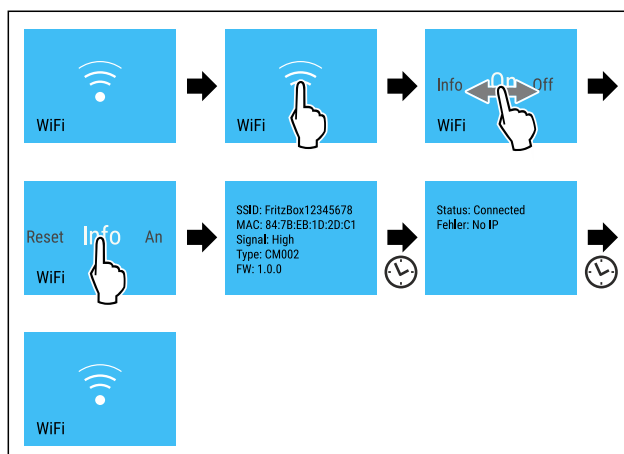 WiFi
WiFi
Info On Off
WiFi
Reset Info An
WiFi
SSID: FritzBox12345678
MAC: 84:7B:EB:1D:2D:C1
Signal: High
Type: CM002
FW: 1.0.0
Status: Connected
Fehler: No IP
WiFi